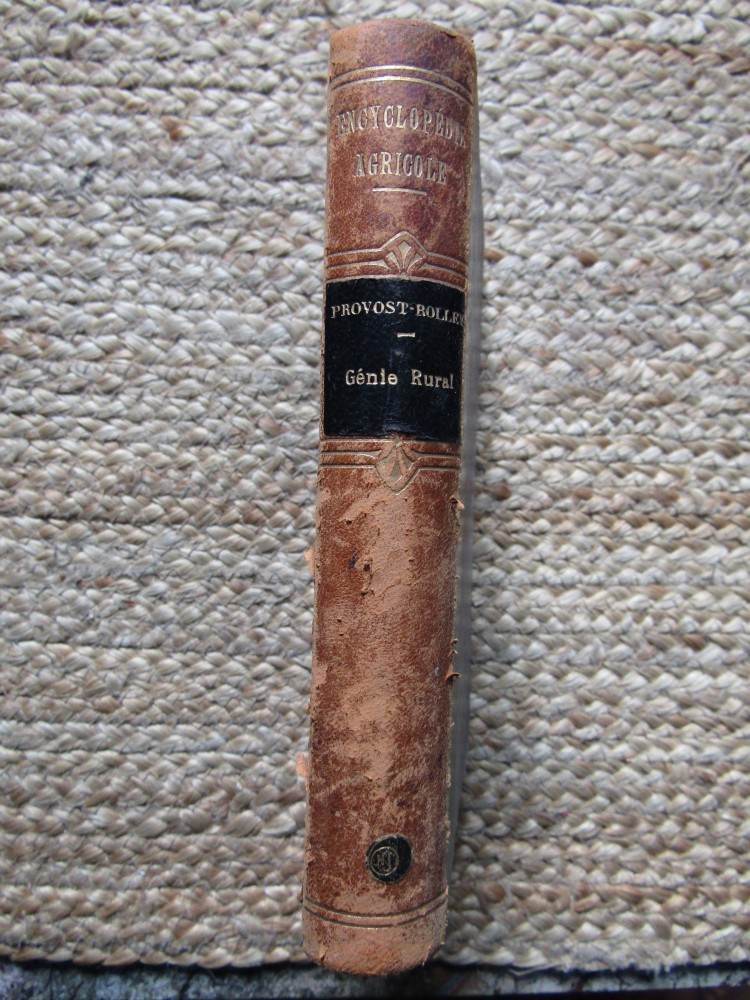 ENCYCLOPÉDIE
AGRICOLE
PROVOST-ROLLEY
Génie Rural